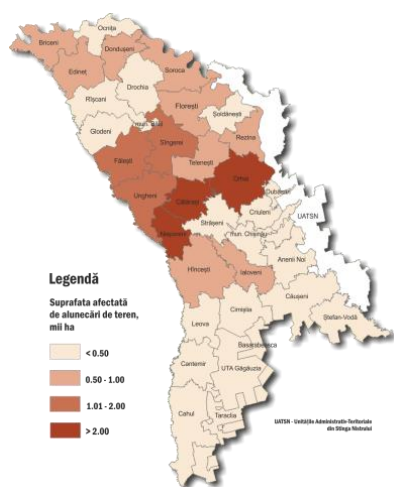 Ocnița
Briceni
Dondușeni
Edineț
Soroca
Drochia
Rîșcani
Florești
Șoldănești
Glodeni
Sîngerei
Rezina
Fălești
Telenești
Orhei
Ungheni
Călărași
Dubăsari
Criuleni
UATSN
Strășeni
mun. Chișinău
Nisporeni
Anenii Noi
Hîncești
Ialoveni
Căușeni
Ștefan-Vodă
Leova
Cimișlia
Basarabeasca
Cantemir
UTA Găgăuzia
Cahul
Taraclia
Legendă
Suprafata afectată
de alunecări de teren,
mii ha
< 0.50
0.50 - 1.00
1.01 - 2.00
> 2.00
UATSN - Unitățile Administrativ-Teritoriale
din Stînga Nistrului